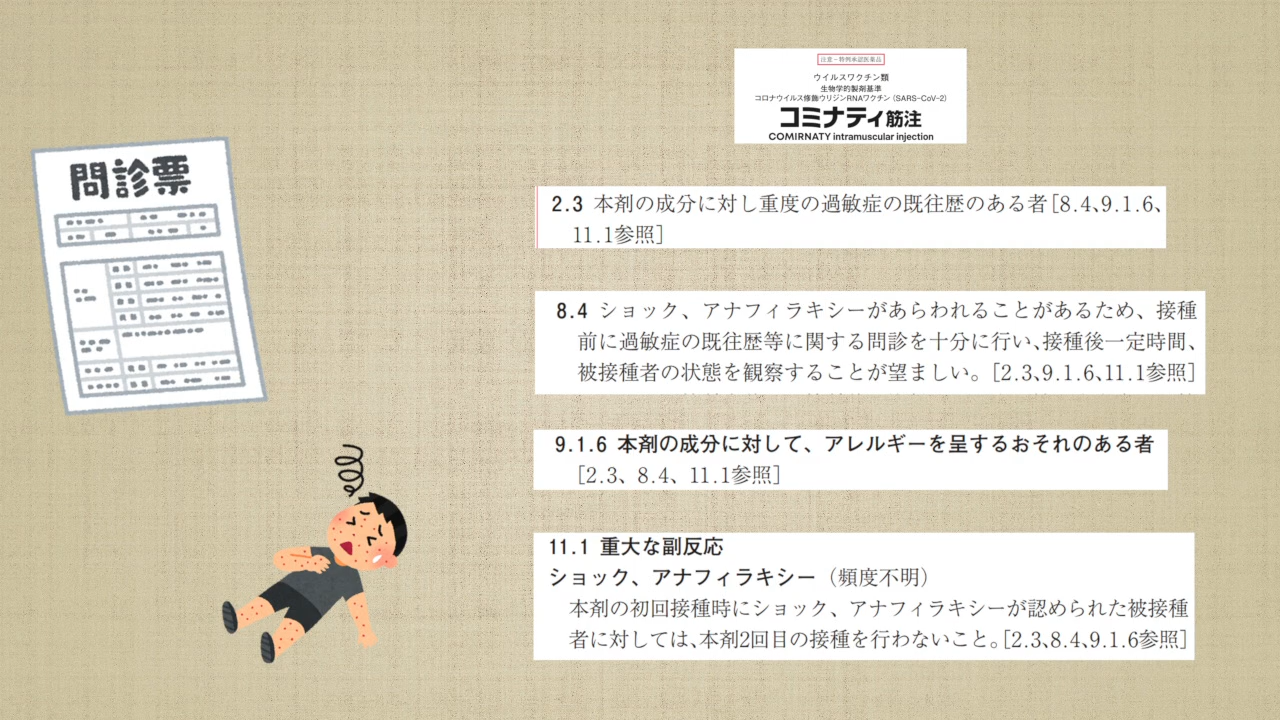 問診票
注意－特例承認医薬品
ウイルスワクチン類
生物学的製剤基準
コロナウイルス修飾ウリジンRNAワクチン（SARS-CoV-2）
コミナティ筋注
COMIRNATY intramuscular injection
2.3 本剤の成分に対し重度の過敏症の既往歴のある者[8.4、9.1.6、
11.1参照]
8.4 ショック、アナフィラキシーがあらわれることがあるため、接種
前に過敏症の既往歴等に関する問診を十分に行い、接種後一定時間、
被接種者の状態を観察することが望ましい。[2.3、9.1.6、11.1参照]
9.1.6 本剤の成分に対して、アレルギーを呈するおそれのある者
[2.3、8.4、11.1参照]
11.1 重大な副反応
ショック、アナフィラキシー（頻度不明）
本剤の初回接種時にショック、アナフィラキシーが認められた被接種
者に対しては、本剤2回目の接種を行わないこと。[2.3、8.4、9.1.6参照]